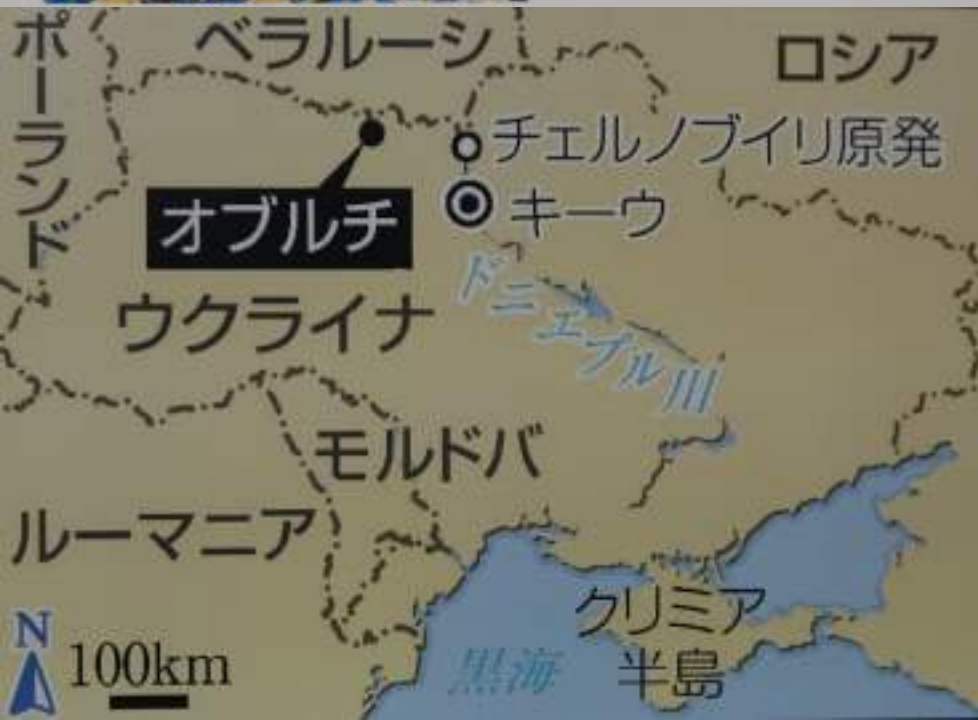 ポーランド
ベラルーシ
ロシア
チェルノブイリ原発
オブルチ
キーウ
ウクライナ
ドニエプル川
モルドバ
ルーマニア
クリミア
半島
黒海
N
100km